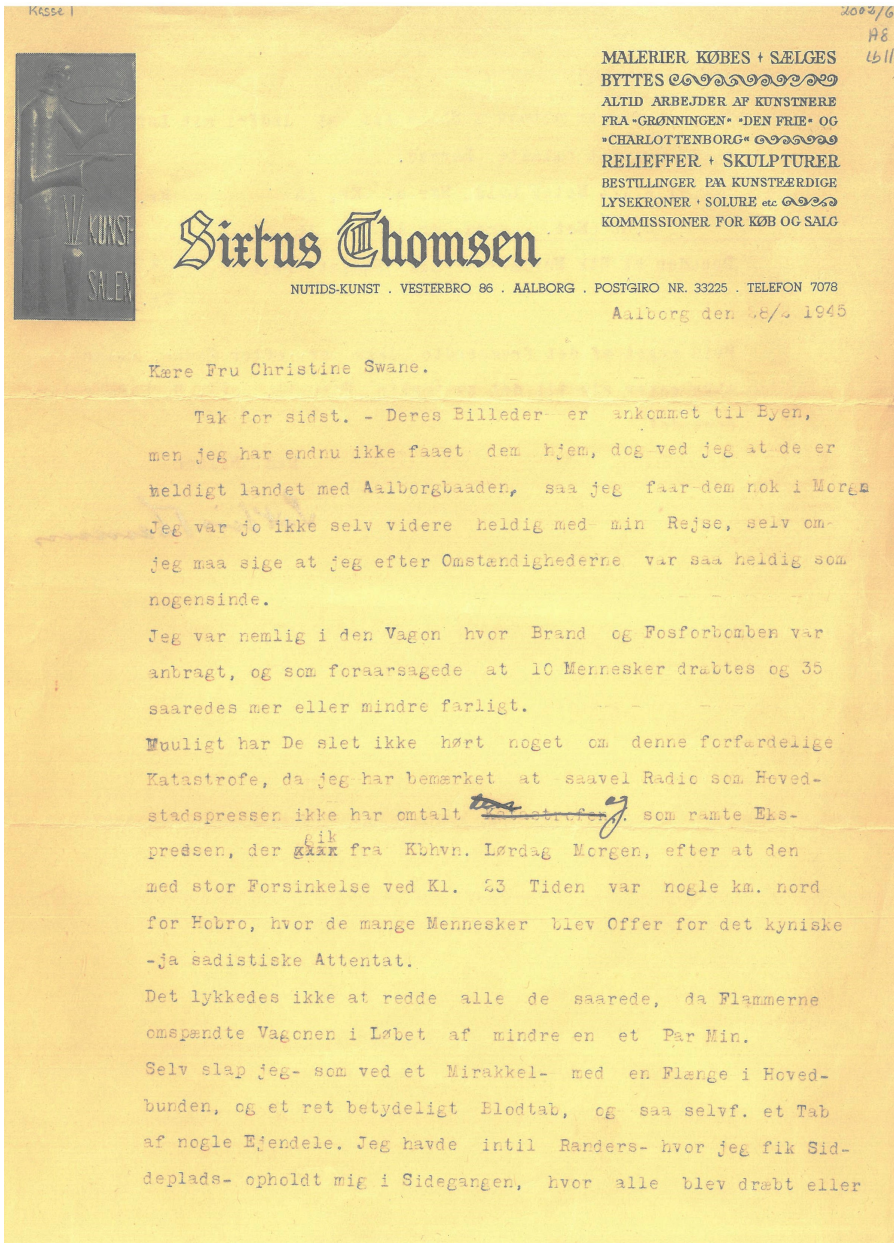 Kasse 1
2002/6
AE
lb 11
KUNST-
SALEN
MALERIER KØBES + SÆLGES
BYTTES
ALTID ARBEJDER AF KUNSTNERE
FRA "GRØNNINGEN" "DEN FRIE" OG
"CHARLOTTENBORG"
RELIEFFER + SKULPTURER
BESTILLINGER PAA KUNSTFÆRDIGE
LYSEKRONER + SOLURE etc
KOMMISSIONER FOR KØB OG SALG
Sixtus Thomsen
NUTIDS-KUNST . VESTERBRO 86 . AALBORG . POSTGIRO NR. 33225 . TELEFON 7078
Aalborg den 1945
Kære Fru Christine Swane.
Tak for sidst. - Deres Billeder er ankommet til Byen,
men jeg har endnu ikke faaet dem hjem, dog ved jeg at de er
heldigt landet med Aalborgbaaden, saa jeg faar dem nok i Morgn
Jeg var jo ikke selv videre heldig med min Rejse, selv om-
jeg maa sige at jeg efter Omstændighederne var saa heldig som
nogensinde.
Jeg var nemlig i den Vagon hvor Brand og Fosforbomben var
anbragt, og som foraarsagede at 10 Mennesker dræbtes og 35
saaredes mer eller mindre farligt.
Muuligt har De slet ikke hørt noget om denne forfærdelige
Katastrofe, da jeg har bemærket at saavel Radio som Hoved-
stadspressen ikke har omtalt Katastrofen, som ramte Eks-
pressen, der gik fra Kbhvn. Lørdag Morgen, efter at den
med stor Forsinkelse ved Kl. 23 Tiden var nogle km. nord
for Hobro, hvor de mange Mennesker blev Offer for det kyniske
-ja sadistiske Attentat.
Det lykkedes ikke at redde alle de saarede, da Flammerne
omspændte Vagonen i Løbet af mindre en et Par Min.
Selv slap jeg- som ved et Mirakkel- med en Flænge i Hoved-
bunden, og et ret betydeligt Blodtab, og saa selvf. et Tab
af nogle Ejendele. Jeg havde intil Randers- hvor jeg fik Sid-
deplads- opholdt mig i Sidegangen, hvor alle blev dræbt eller